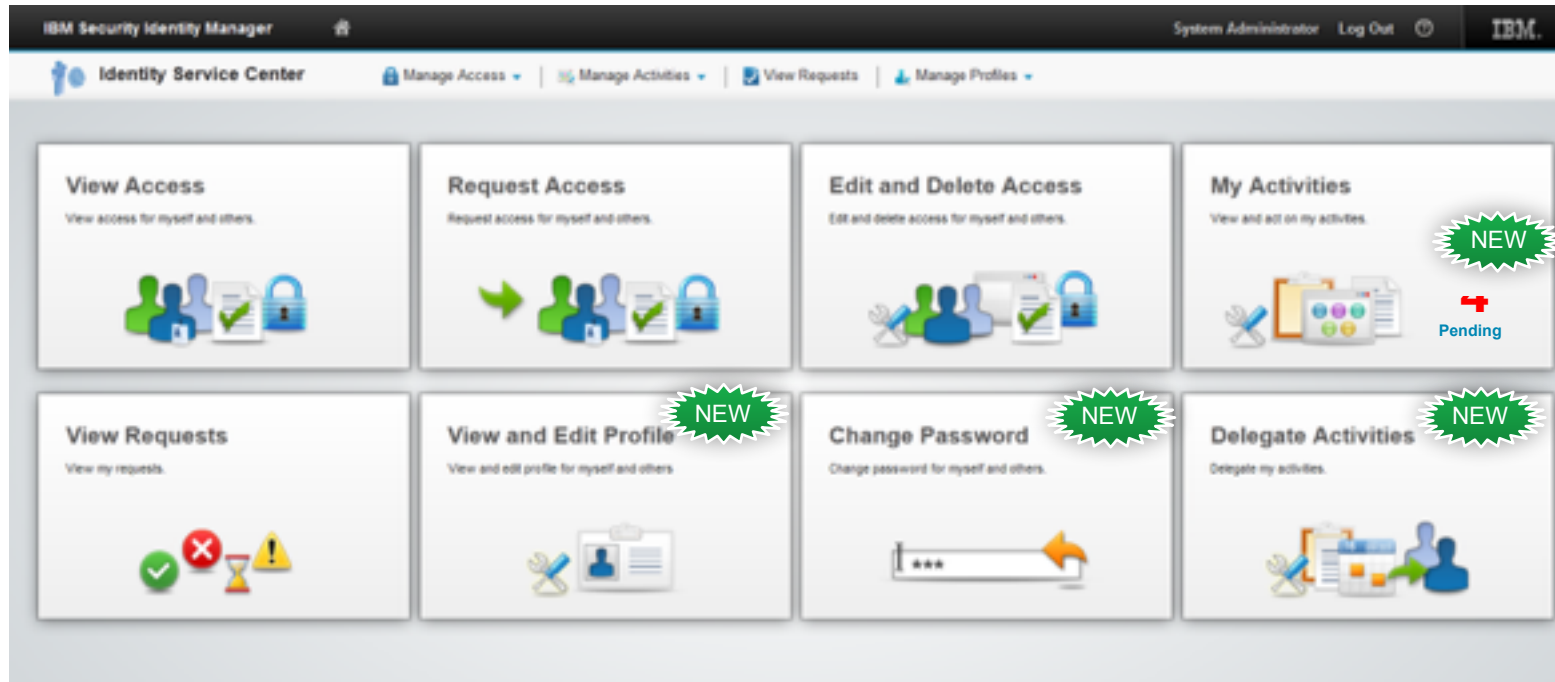 IBM Security Identity Manager
System Administrator Log Out ?
IBM.
Identity Service Center
Manage Access
Manage Activities
View Requests
Manage Profiles
View Access
View access for myself and others.
Request Access
Request access for myself and others.
Edit and Delete Access
Edit and delete access for myself and others.
My Activities
View and act on my activities.
NEW
Pending
View Requests
View my requests.
View and Edit Profile
View and edit profile for myself and others
NEW
Change Password
Change password for myself and others.
NEW
***
Delegate Activities
Delegate my activities.
NEW